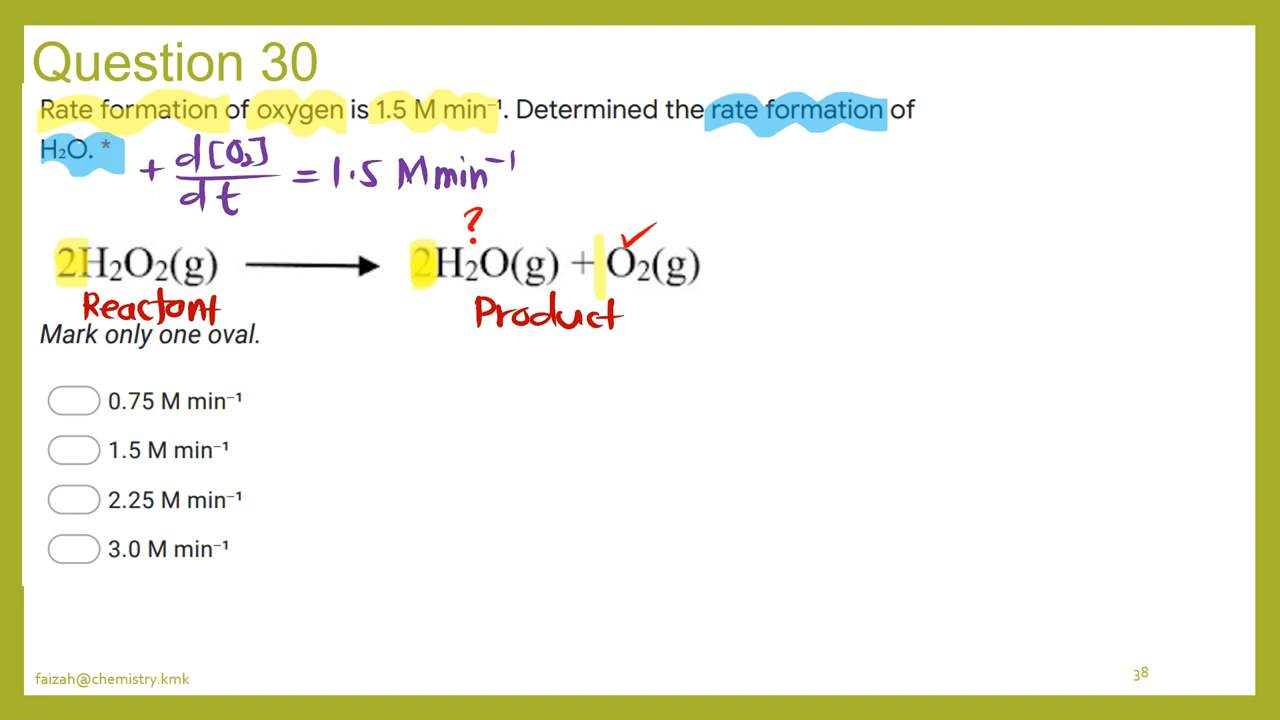 Question 30
Rate formation of oxygen is 1.5 M min⁻¹. Determined the rate formation of
H₂O. *
+ d[O₂]/dt = 1.5 M min⁻¹
?
2H₂O₂(g) ⟶ 2H₂O(g) + O₂(g)
Reactant Product
Mark only one oval.
0.75 M min⁻¹
1.5 M min⁻¹
2.25 M min⁻¹
3.0 M min⁻¹
faizah@chemistry.kmk 38